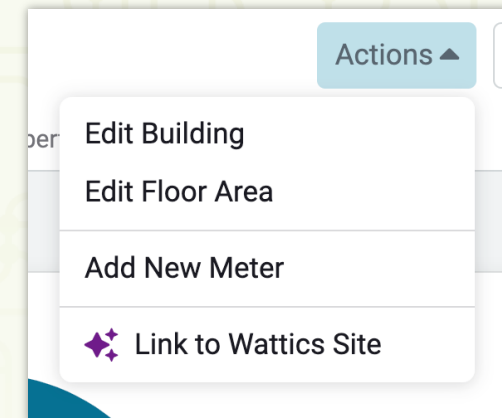 Actions
Edit Building
Edit Floor Area
Add New Meter
Link to Wattics Site